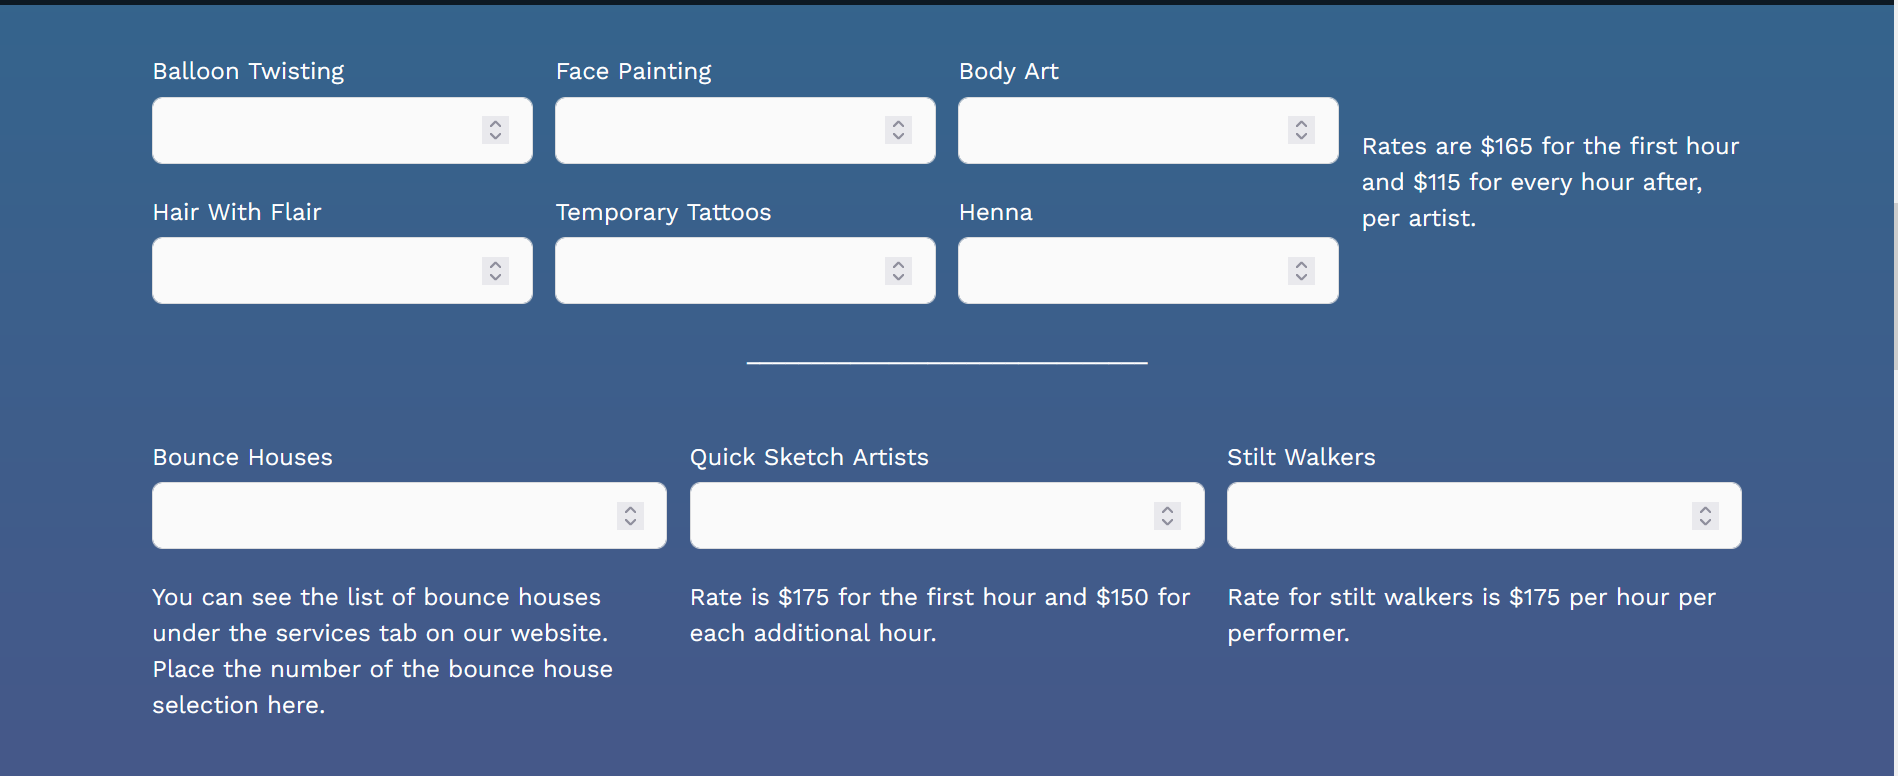 Balloon Twisting
Face Painting
Body Art
Rates are $165 for the first hour
and $115 for every hour after,
per artist.
Hair With Flair
Temporary Tattoos
Henna
Bounce Houses
Quick Sketch Artists
Stilt Walkers
You can see the list of bounce houses
under the services tab on our website.
Place the number of the bounce house
selection here.
Rate is $175 for the first hour and $150 for
each additional hour.
Rate for stilt walkers is $175 per hour per
performer.